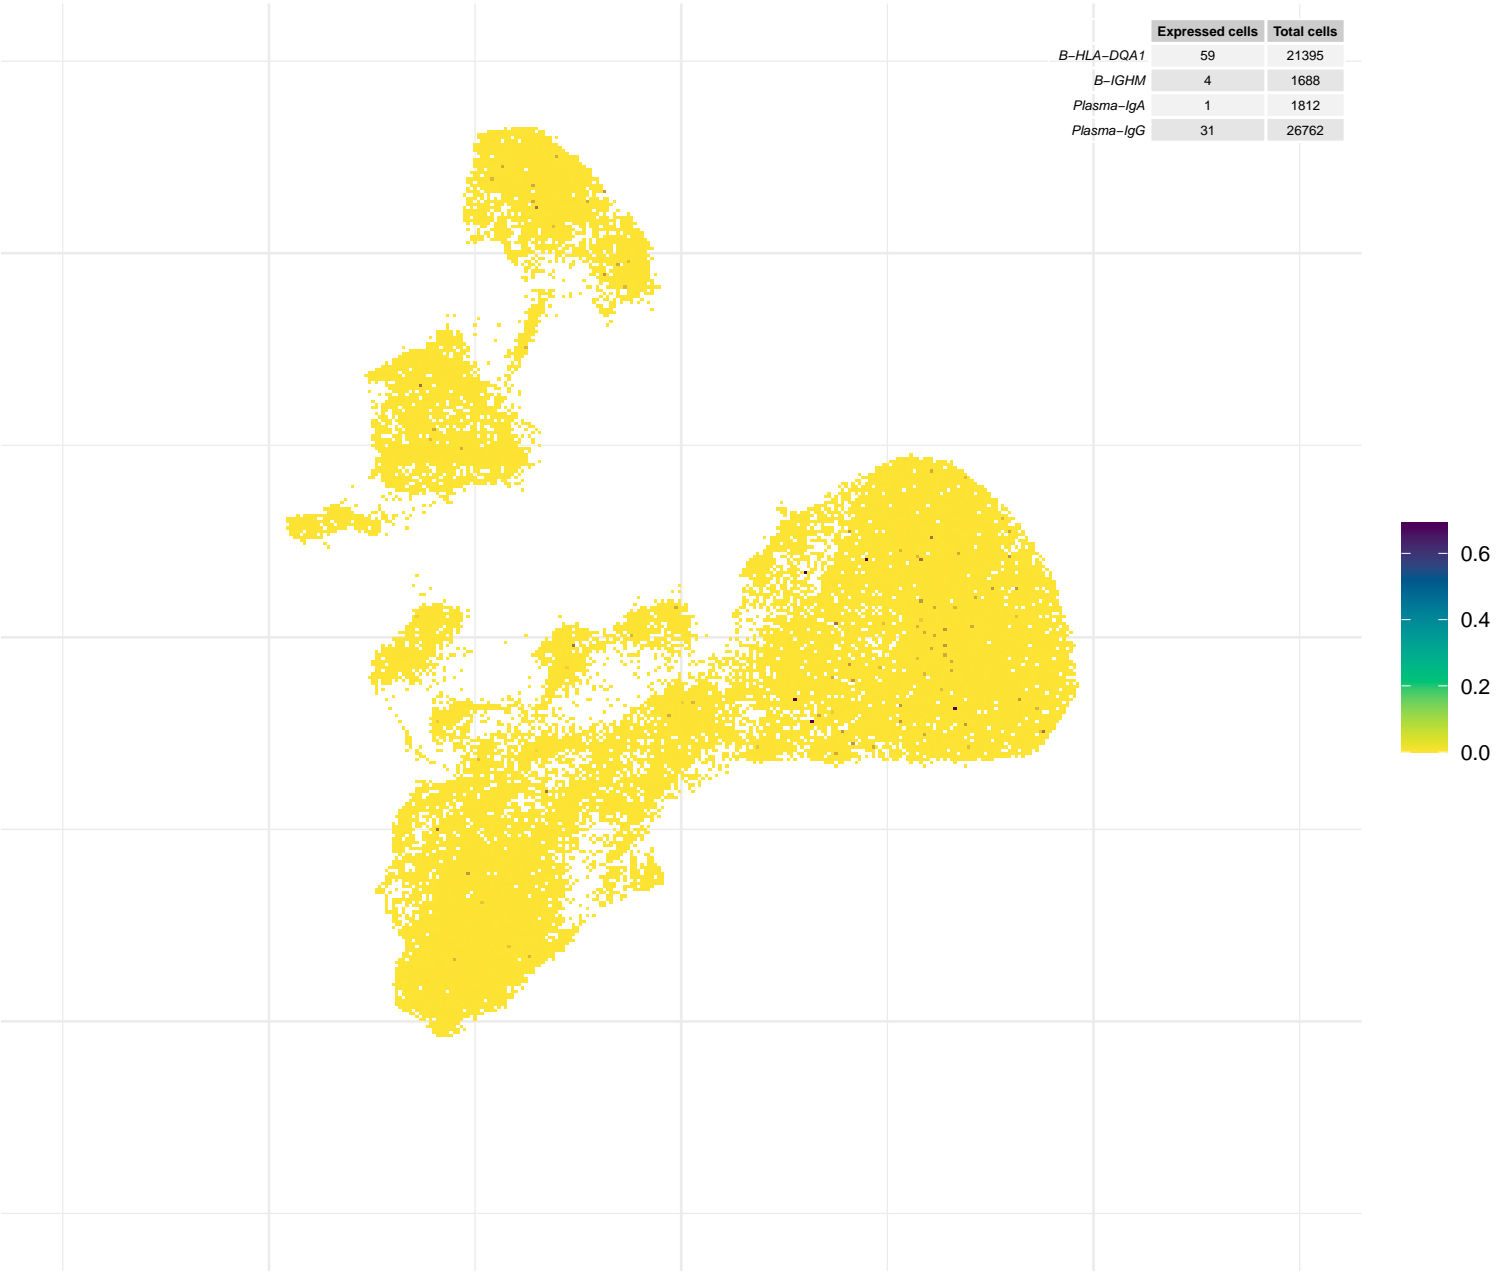 Expressed cells Total cells
B−HLA−DQA1 59 21395
B−IGHM 4 1688
Plasma−IgA 1 1812
Plasma−IgG 31 26762
0.6
0.4
0.2
0.0